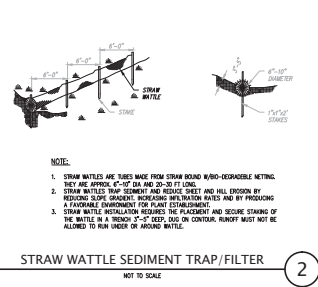 6'-0"
6'-0"
6'-0"
STRAW
WATTLE
STAKE
6"-10"
DIAMETER
1"x1"x2'
STAKES
NOTE:
1. STRAW WATTLES ARE TUBES MADE FROM STRAW BOUND W/BIO-DEGREDABLE NETTING.
THEY ARE APPROX. 6"-10" DIA AND 20-30 FT LONG.
2. STRAW WATTLES TRAP SEDIMENT AND REDUCE SHEET AND HILL EROSION BY
REDUCING SLOPE GRADIENT, INCREASING INFILTRATION RATES AND BY PRODUCING
A FAVORABLE ENVIRONMENT FOR PLANT ESTABLISHMENT.
3. STRAW WATTLE INSTALLATION REQUIRES THE PLACEMENT AND SECURE STAKING OF
THE WATTLE IN A TRENCH 3"-5" DEEP, DUG ON CONTOUR. RUNOFF MUST NOT BE
ALLOWED TO RUN UNDER OR AROUND WATTLE.
STRAW WATTLE SEDIMENT TRAP/FILTER
2
NOT TO SCALE